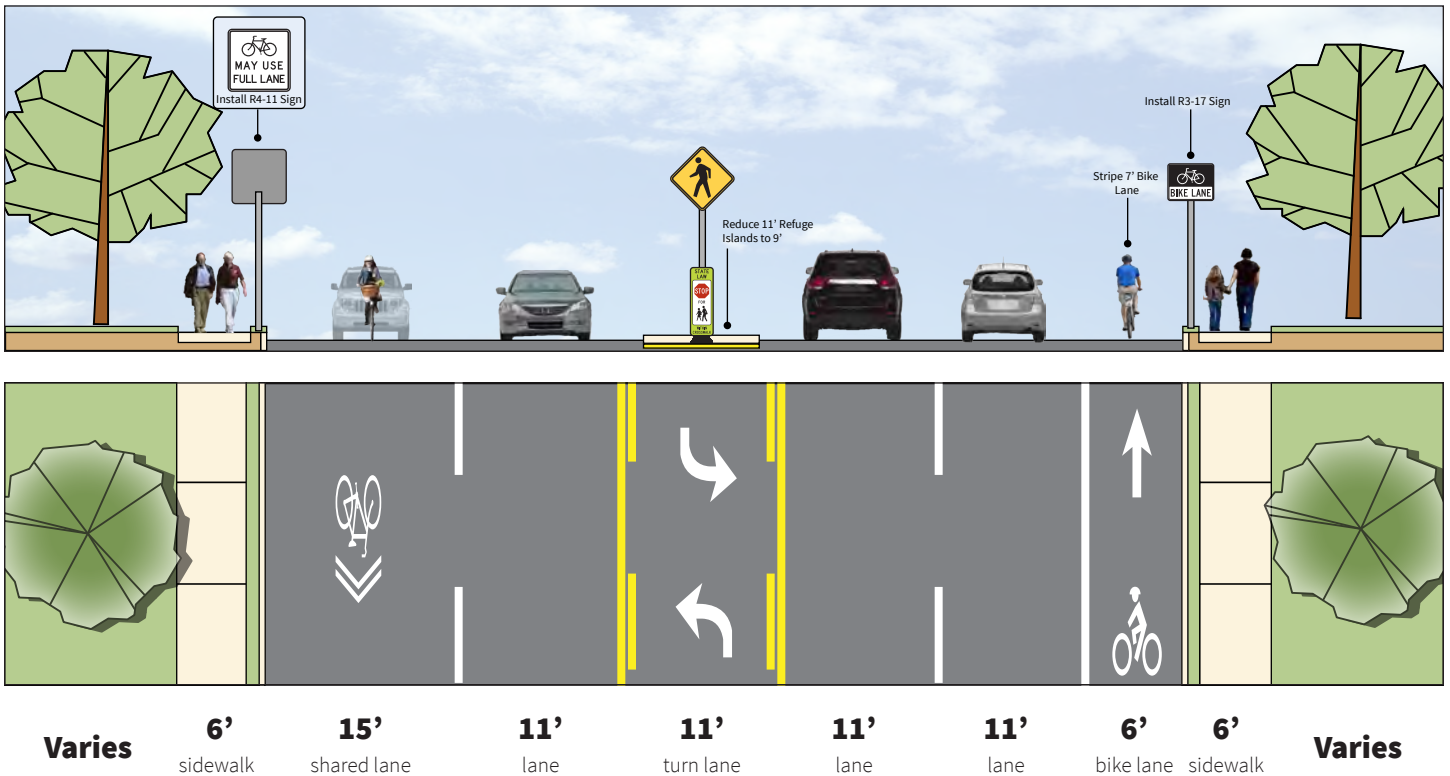 MAY USE
FULL LANE
Install R4-11 Sign
Install R3-17 Sign
Stripe 7’ Bike
Lane
BIKE LANE
Reduce 11’ Refuge
Islands to 9’
STATE
LAW
STOP
FOR
6’
15’
11’
11’
11’
11’
6’
6’
Varies
sidewalk
shared lane
lane
turn lane
lane
lane
bike lane
sidewalk
Varies